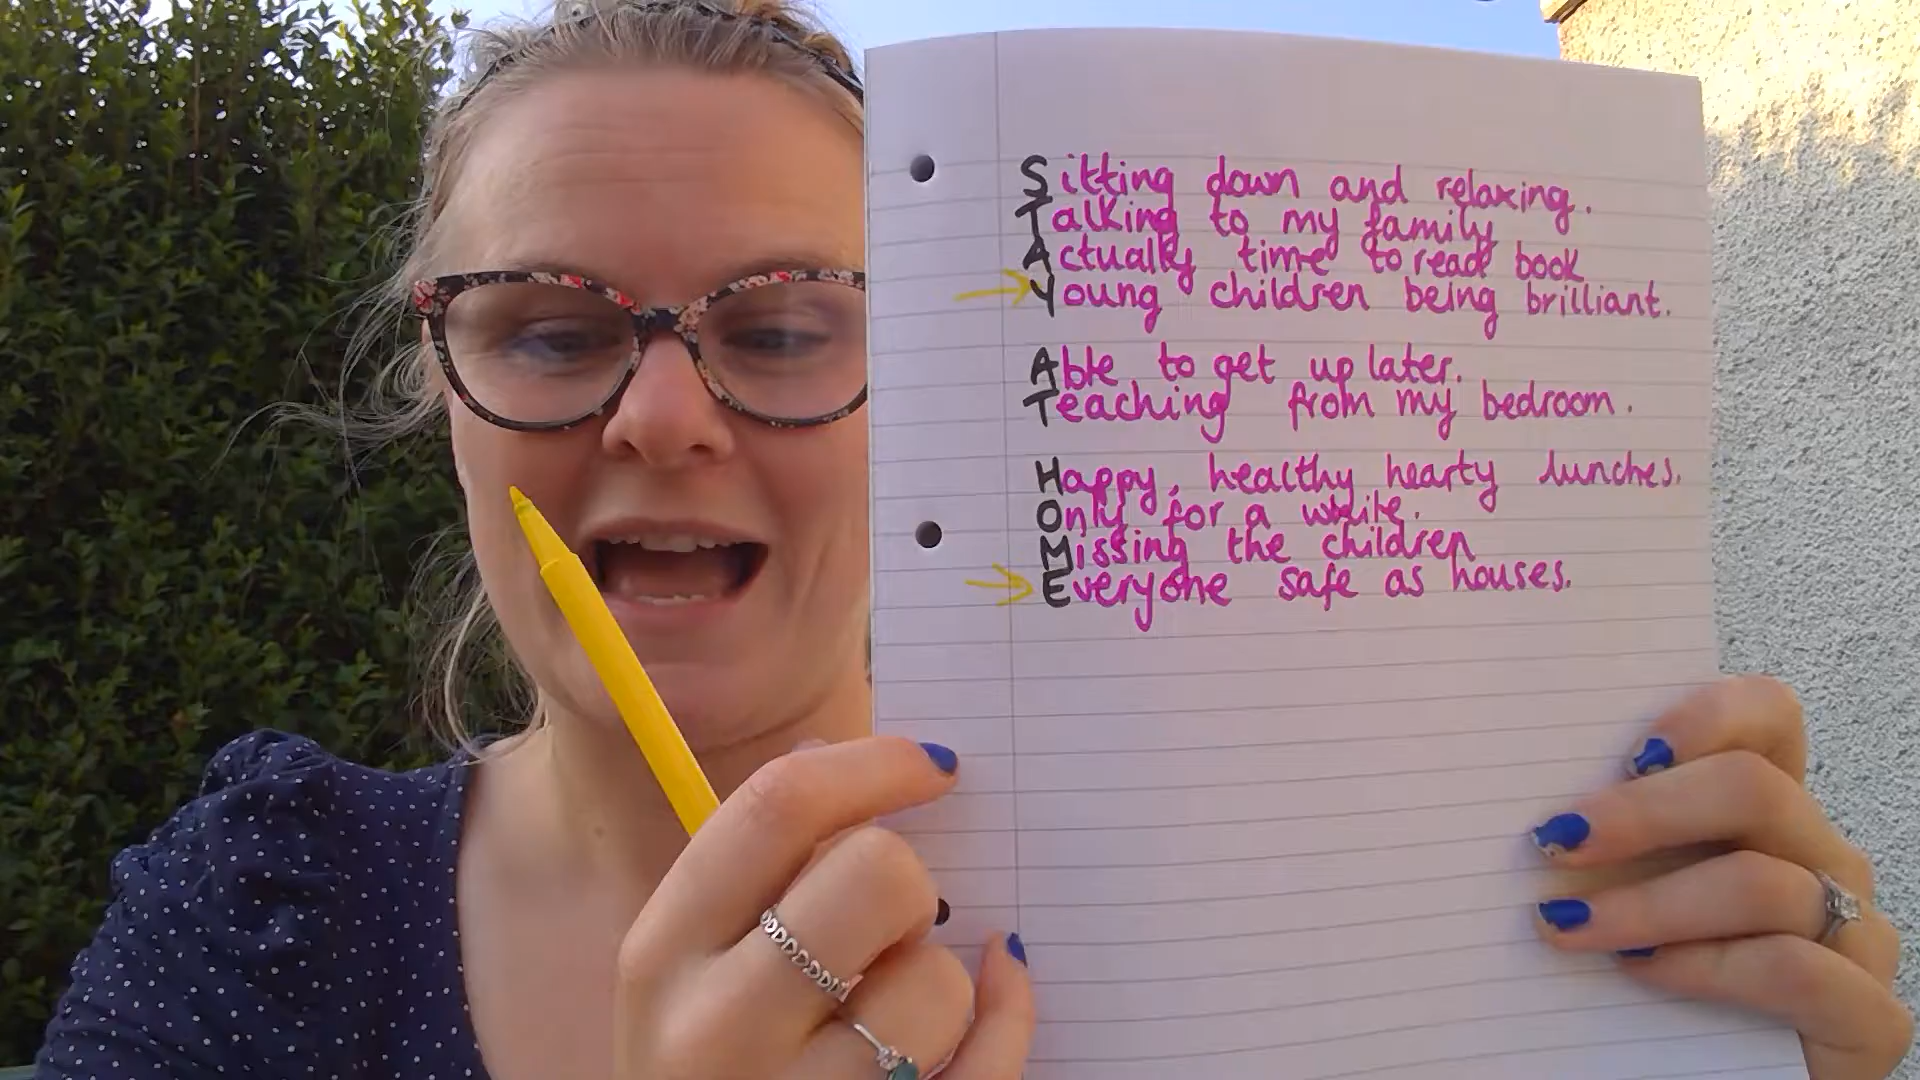 Sitting down and relaxing.
Talking to my family
Actually time to read book
Young children being brilliant.
Able to get up later.
Teaching from my bedroom.
Happy, healthy hearty lunches.
Only for a while.
Missing the children
Everyone safe as houses.